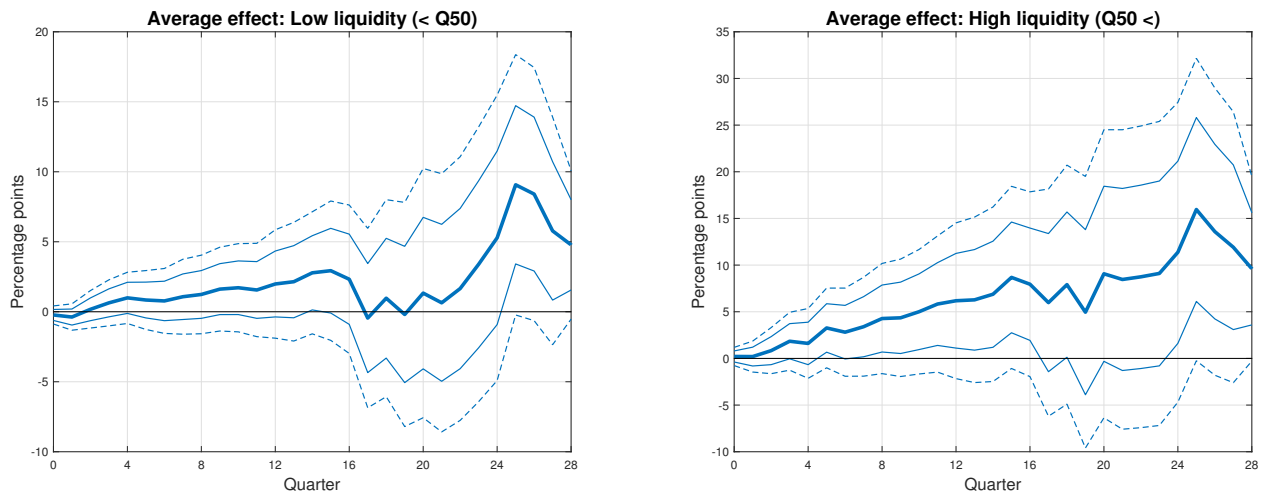 Average effect: Low liquidity (< Q50)
20
15
10
5
0
-5
-10
Percentage points
0 4 8 12 16 20 24 28
Quarter
Average effect: High liquidity (Q50 <)
35
30
25
20
15
10
5
0
-5
-10
Percentage points
0 4 8 12 16 20 24 28
Quarter